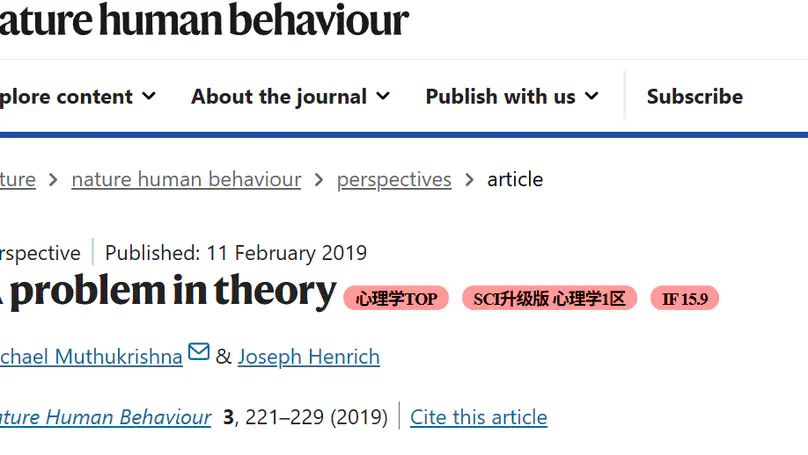 ature human behaviour
plore content About the journal Publish with us Subscribe
ture > nature human behaviour > perspectives > article
rspective | Published: 11 February 2019
A problem in theory 心理学TOP SCI升级版 心理学1区 IF 15.9
chael Muthukrishna & Joseph Henrich
ature Human Behaviour 3, 221–229 (2019) | Cite this article